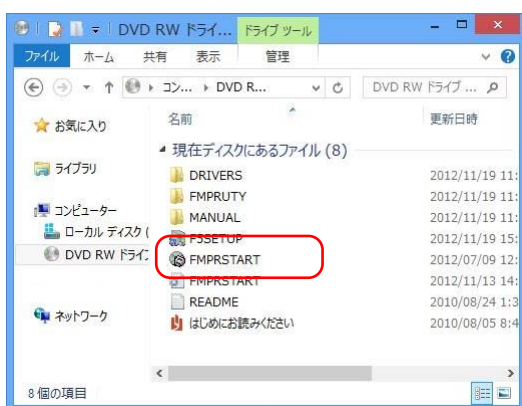 DVD RW ドライ... ドライブ ツール
ファイル ホーム 共有 表示 管理
コン... DVD R... DVD RW ドライブ ...
名前 更新日時
お気に入り
ライブラリ
コンピューター
ローカル ディスク (
DVD RW ドライブ
ネットワーク
現在ディスクにあるファイル (8)
DRIVERS 2012/11/19 11:
FMPRUTY 2012/11/19 11:
MANUAL 2012/11/19 11:
F5SETUP 2012/11/19 15:
FMPRSTART 2012/07/09 12:
FMPRSTART 2012/11/13 14:
README 2010/08/24 1:3
はじめにお読みください 2010/08/05 8:4
8 個の項目